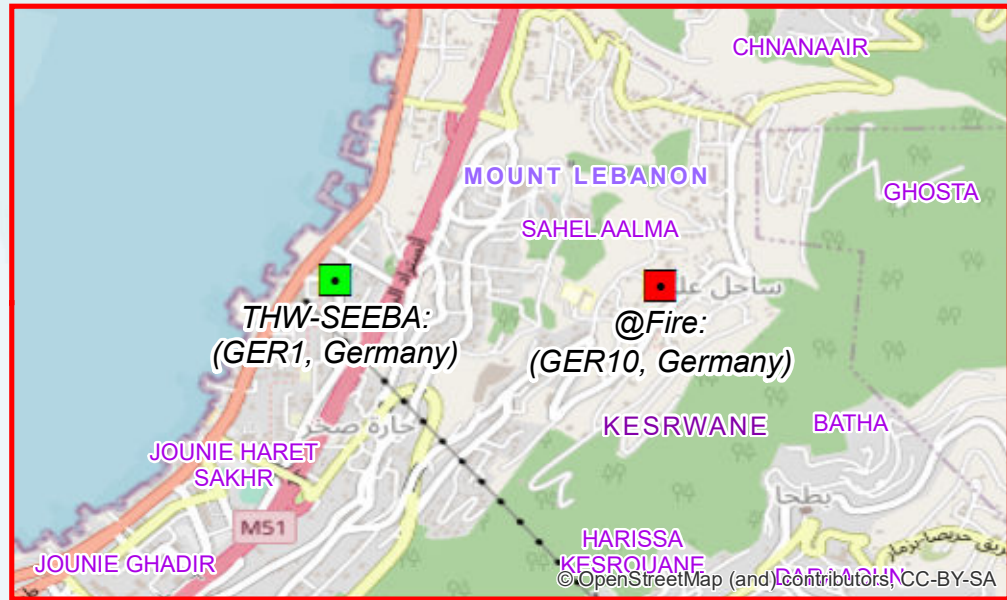 CHNANAAIR
MOUNT LEBANON
GHOSTA
SAHEL AALMA
ساحل علما
THW-SEEBA:
(GER1, Germany)
@Fire:
(GER10, Germany)
حارة صخر
KESRWANE
BATHA
JOUNIE HARET
SAKHR
بطحا
M51
JOUNIE GHADIR
HARISSA
KESROUANE
© OpenStreetMap (and) contributors, CC-BY-SA